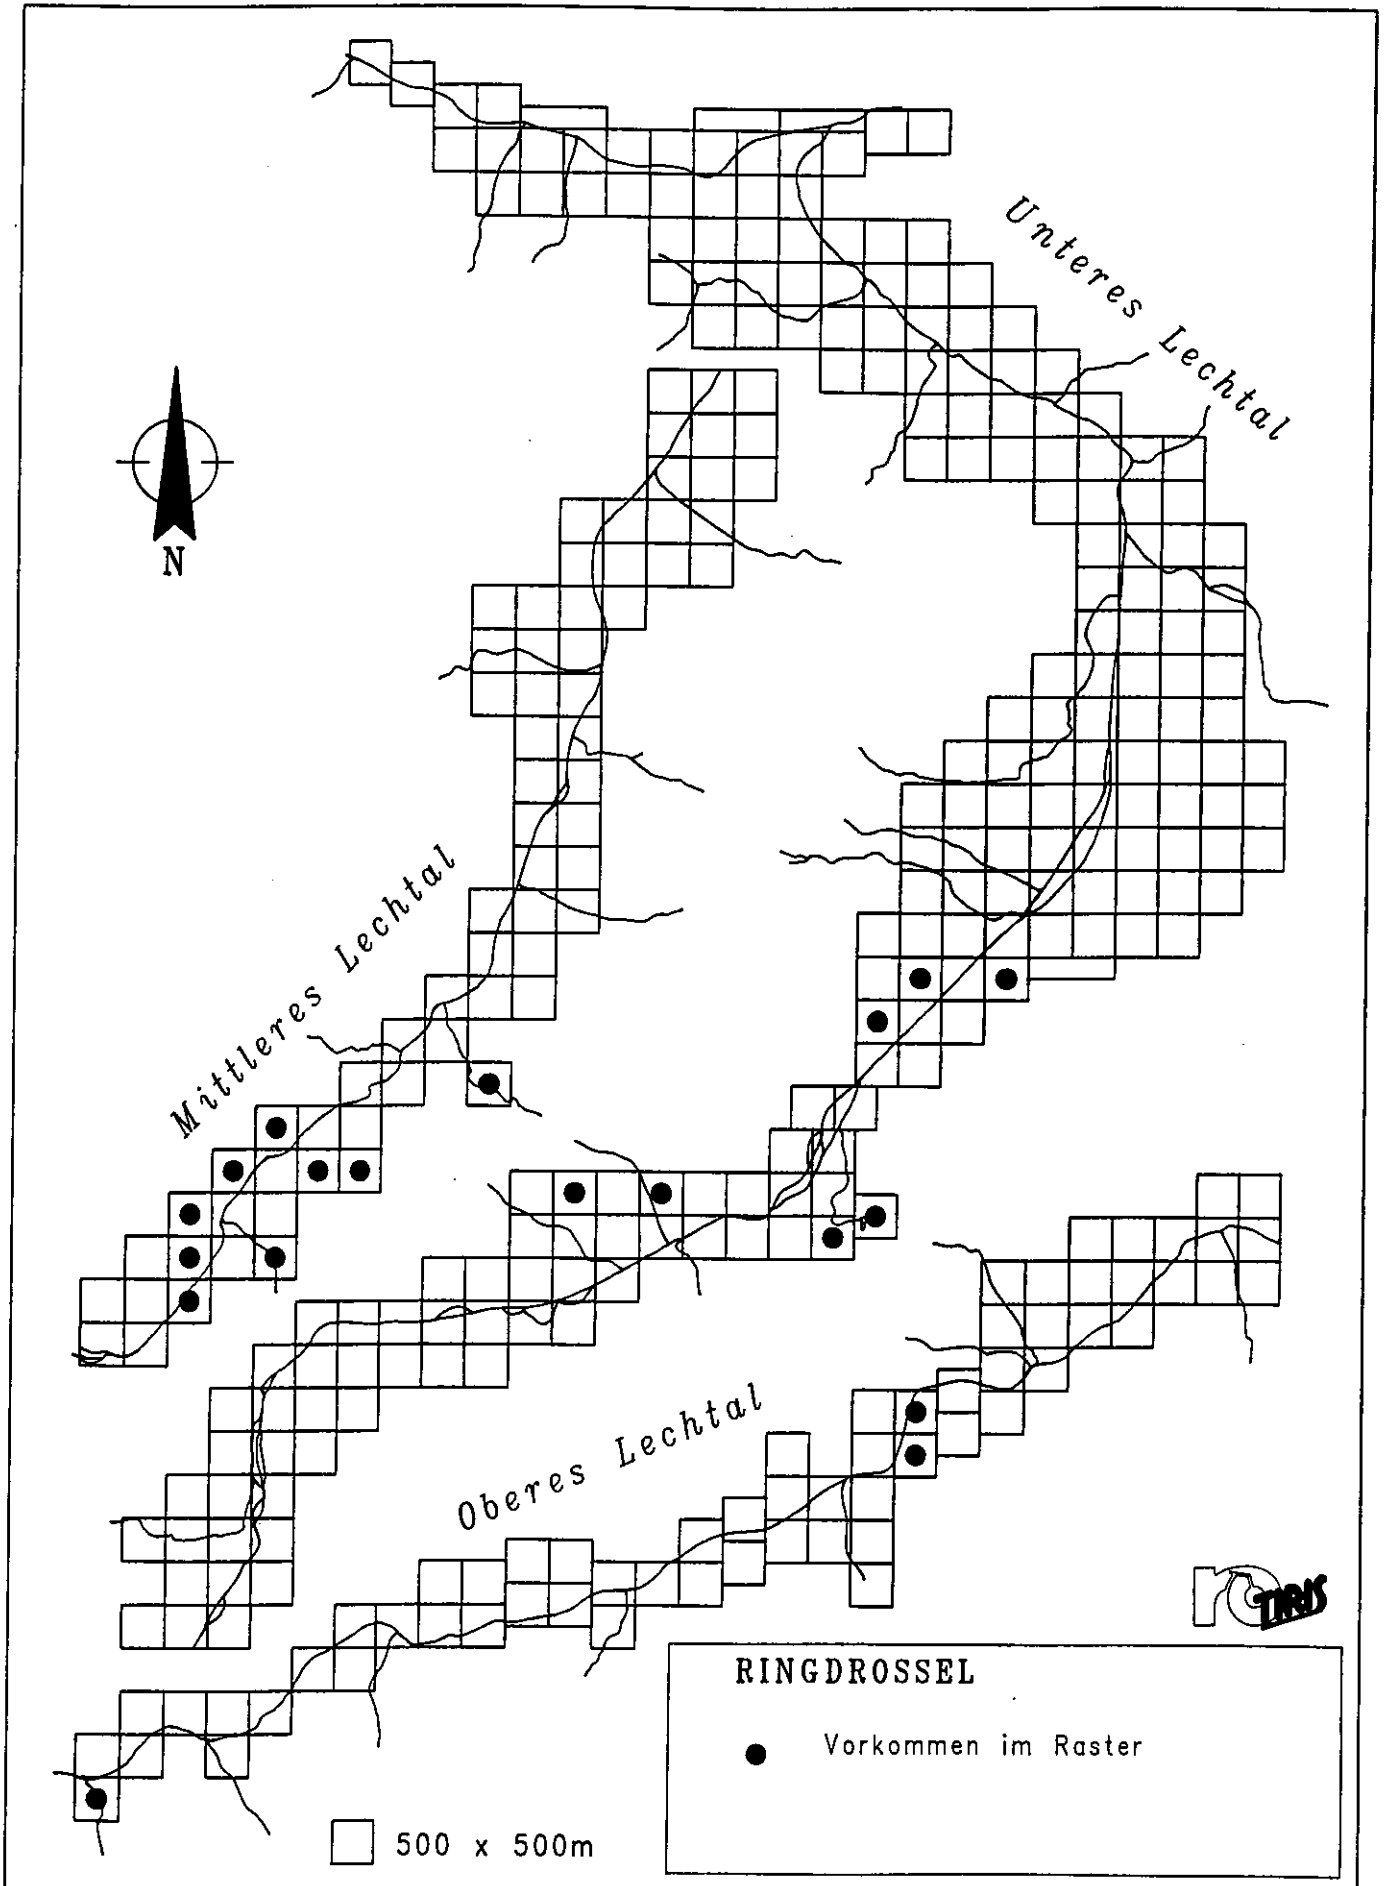 Unteres Lechtal
N
Mittleres Lechtal
Oberes Lechtal
TIRIS
RINGDROSSEL
Vorkommen im Raster
500 x 500m